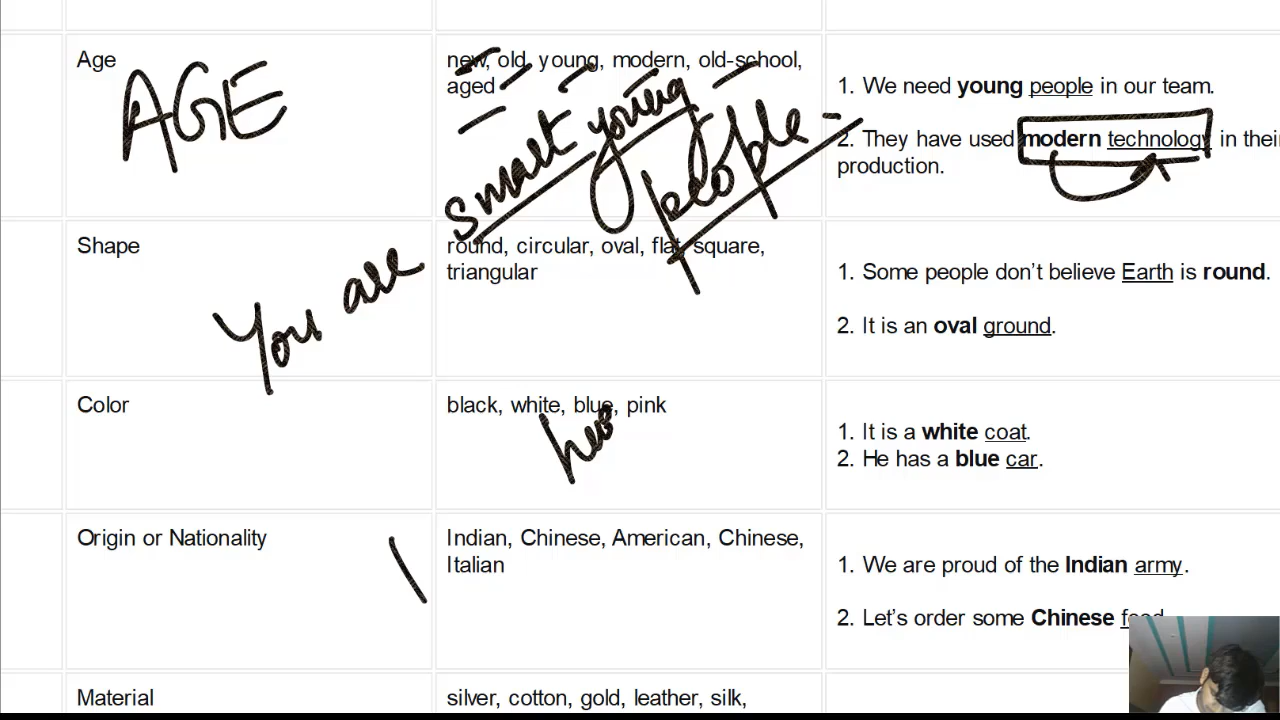 Age
new, old, young, modern, old-school,
aged
1. We need young people in our team.
2. They have used modern technology in their
production.
AGE
You are smart young people
Shape
round, circular, oval, flat, square,
triangular
1. Some people don't believe Earth is round.
2. It is an oval ground.
Color
black, white, blue, pink
1. It is a white coat.
2. He has a blue car.
Origin or Nationality
Indian, Chinese, American, Chinese,
Italian
1. We are proud of the Indian army.
2. Let's order some Chinese food
Material
silver, cotton, gold, leather, silk,